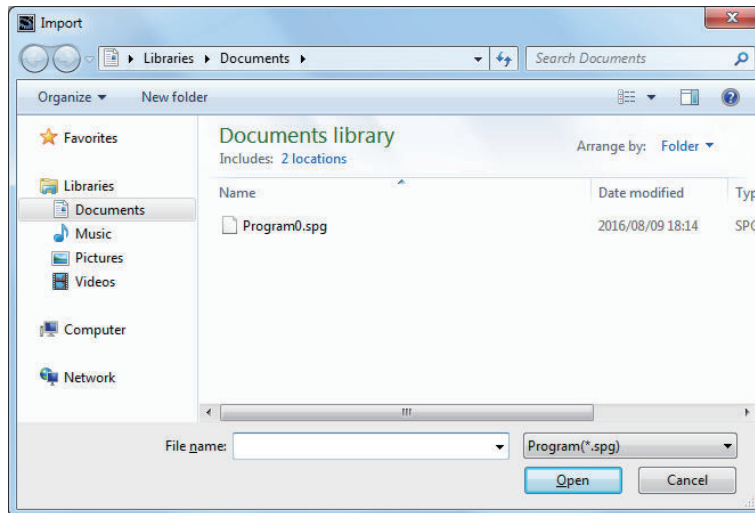 Import
Libraries Documents
Search Documents
Organize New folder
Favorites
Libraries
Documents
Music
Pictures
Videos
Computer
Network
Documents library
Includes: 2 locations
Arrange by: Folder
Name Date modified Typ
Program0.spg 2016/08/09 18:14 SPG
File name: Program(*.spg)
Open Cancel